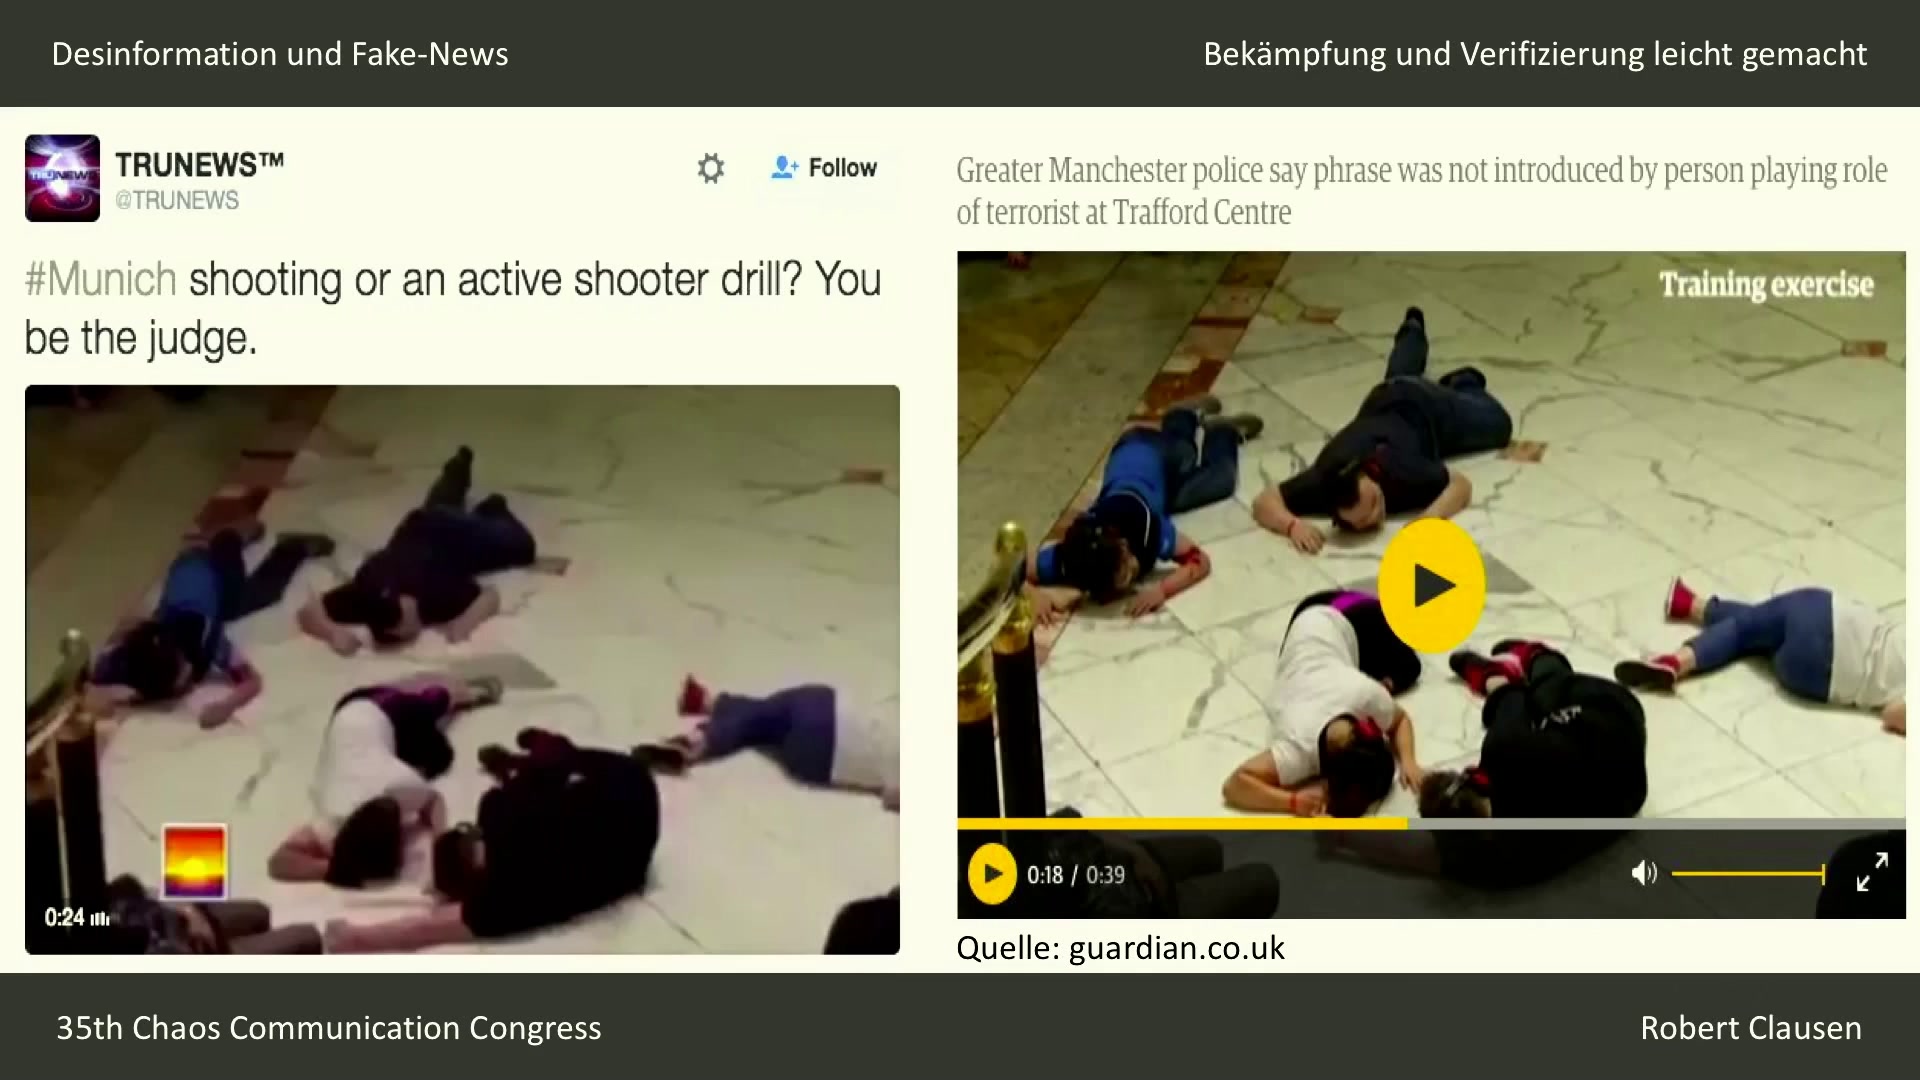 Desinformation und Fake-News
Bekämpfung und Verifizierung leicht gemacht
TRUNEWS™
@TRUNEWS
TRUNEWS
Follow
#Munich shooting or an active shooter drill? You
be the judge.
0:24
Greater Manchester police say phrase was not introduced by person playing role
of terrorist at Trafford Centre
Training exercise
0:18 / 0:39
Quelle: guardian.co.uk
35th Chaos Communication Congress
Robert Clausen